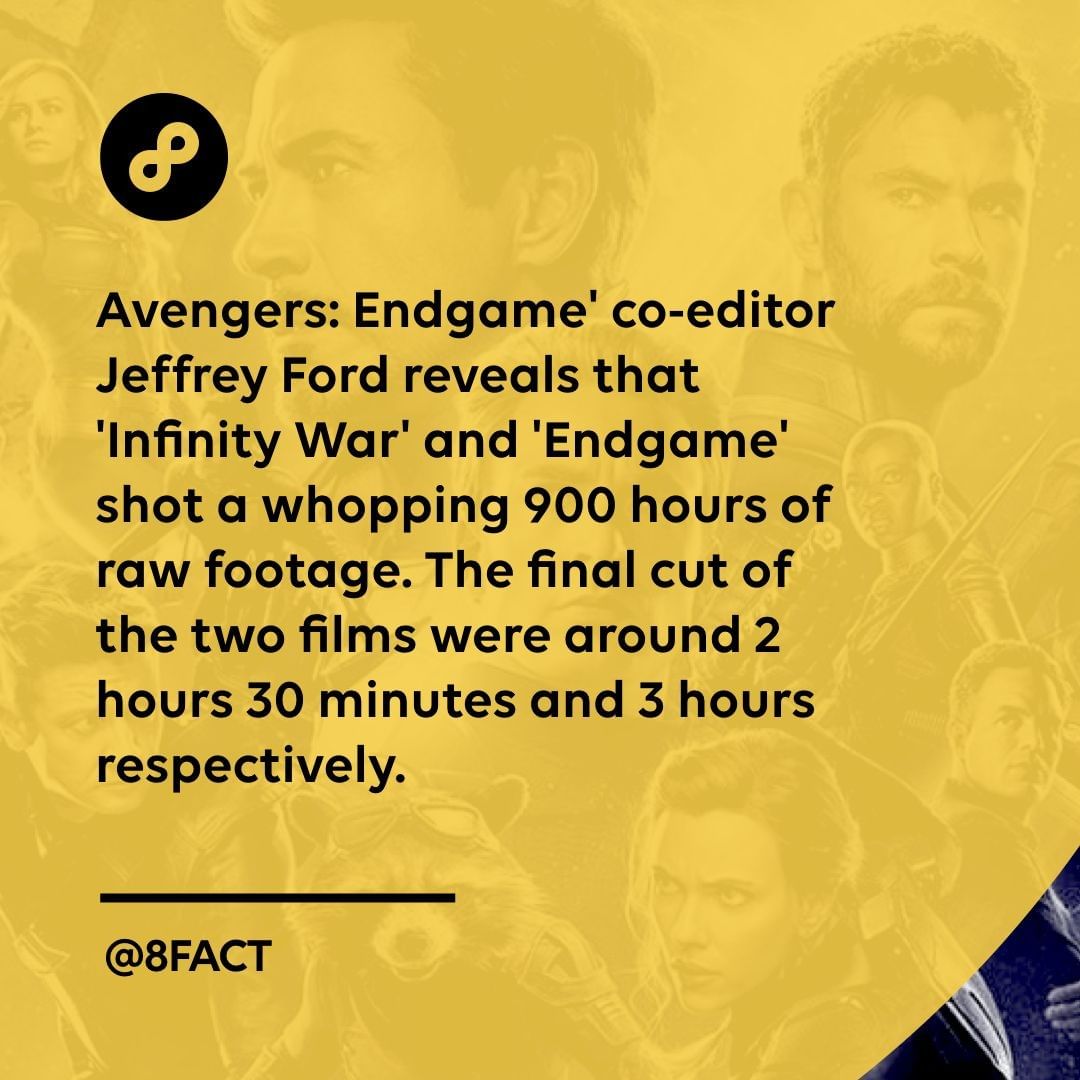 Avengers: Endgame' co-editor
Jeffrey Ford reveals that
'Infinity War' and 'Endgame'
shot a whopping 900 hours of
raw footage. The final cut of
the two films were around 2
hours 30 minutes and 3 hours
respectively.
@8FACT